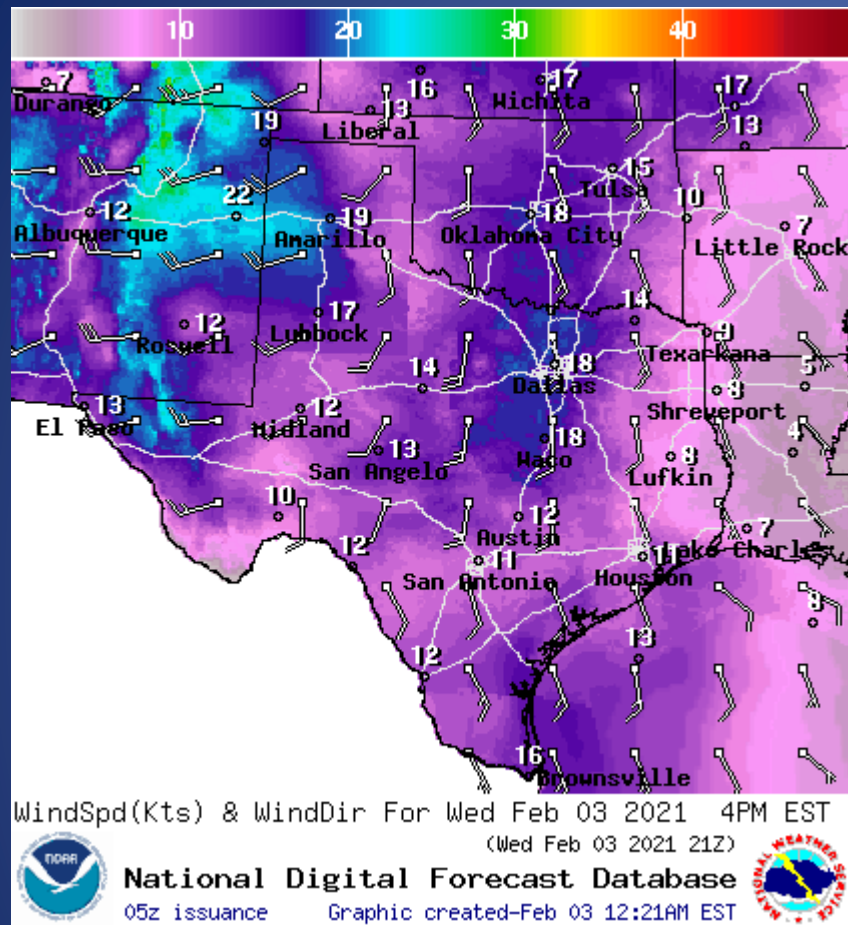 10 20 30 40
7 16 17 17
Durango 13 Wichita
19 Liberal 13
15
12 22 Tulsa
19 18 10 7
Albuquerque Amarillo Oklahoma City Little Rock
12 17 14
Roswell Lubbock 9
14 18 Texarkana
Dallas 8 5
13 12 Shreveport
El Paso Midland 18 4
13 Waco 8
San Angelo Lufkin
10 12 7
Austin
12 11 11 Lake Charles
San Antonio Houston
8
13
12
16
Brownsville
WindSpd(Kts) & WindDir For Wed Feb 03 2021 4PM EST
(Wed Feb 03 2021 21Z)
NOAA
National Digital Forecast Database
05z issuance Graphic created-Feb 03 12:21AM EST
NATIONAL WEATHER SERVICE